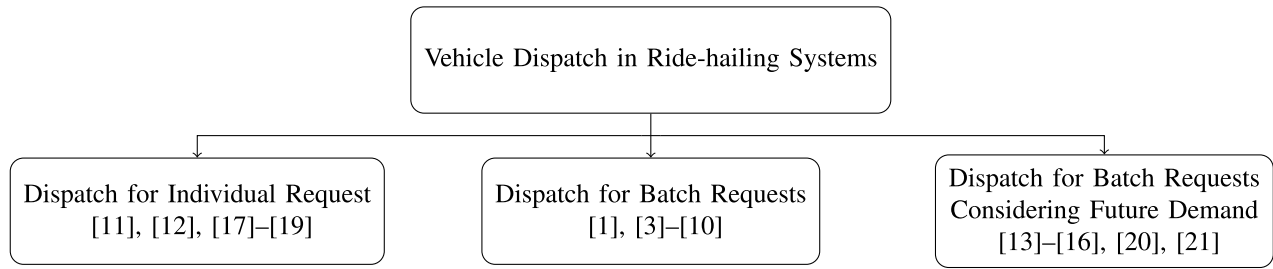 Vehicle Dispatch in Ride-hailing Systems
Dispatch for Individual Request
[11], [12], [17]–[19]
Dispatch for Batch Requests
[1], [3]–[10]
Dispatch for Batch Requests
Considering Future Demand
[13]–[16], [20], [21]